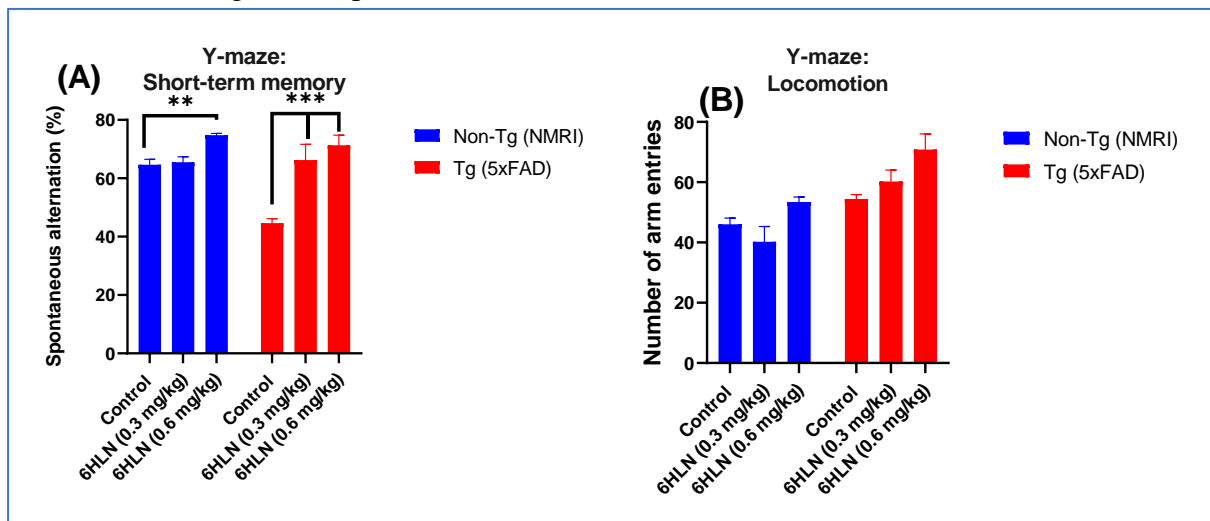 (A)
Y-maze:
Short-term memory
**
***
Spontaneous alternation (%)
80
60
40
20
0
Control
6HLN (0.3 mg/kg)
6HLN (0.6 mg/kg)
Control
6HLN (0.3 mg/kg)
6HLN (0.6 mg/kg)
Non-Tg (NMRI)
Tg (5xFAD)
(B)
Y-maze:
Locomotion
Number of arm entries
80
60
40
20
0
Control
6HLN (0.3 mg/kg)
6HLN (0.6 mg/kg)
Control
6HLN (0.3 mg/kg)
6HLN (0.6 mg/kg)
Non-Tg (NMRI)
Tg (5xFAD)